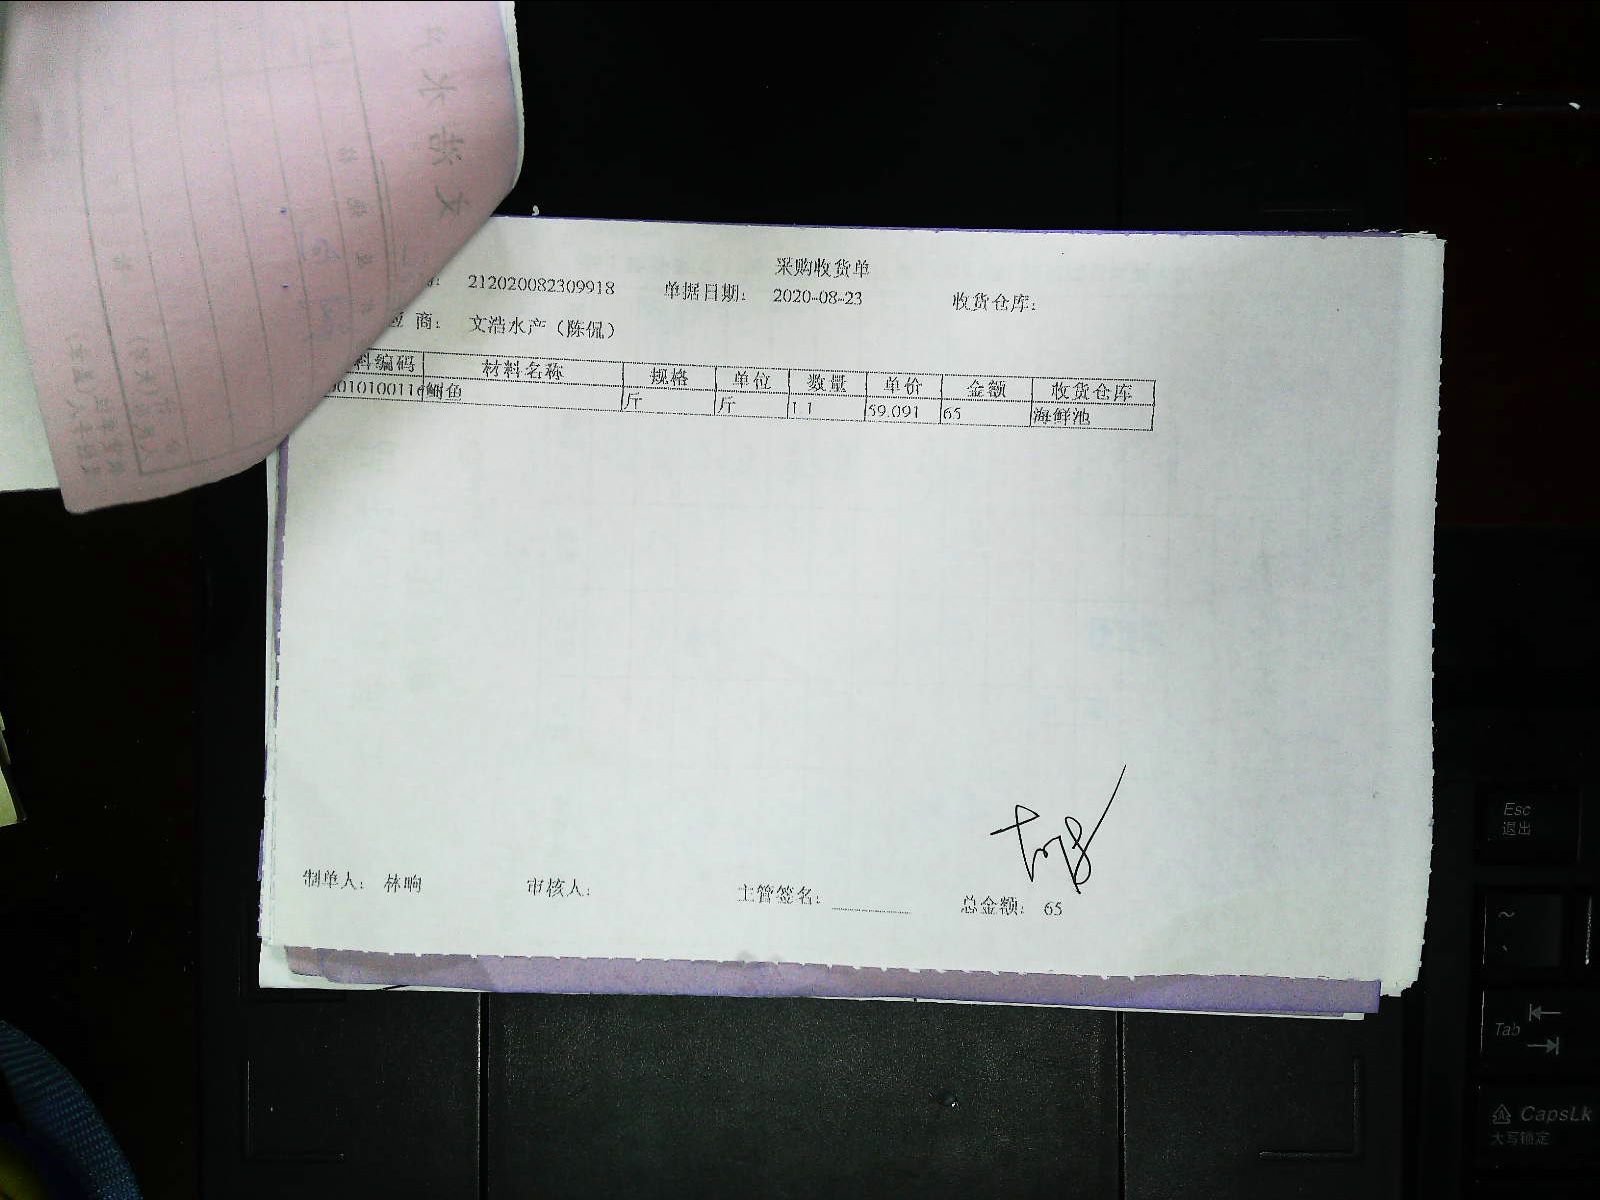 采购收货单
212020082309918 单据日期： 2020-08-23 收货仓库：
商： 文浩水产（陈侃）
料编码 材料名称 规格 单位 数量 单价 金额 收货仓库
0010100116 鮰鱼 斤 斤 1.1 59.091 65 海鲜池
制单人： 林晌 审核人： 主管签名： 总金额： 65
Esc
退出
~
Tab
CapsLk
大写锁定